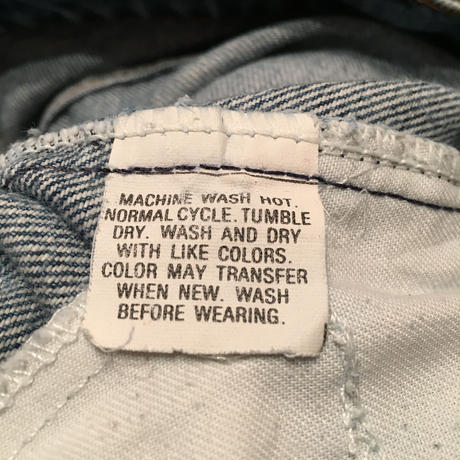 MACHINE WASH HOT.
NORMAL CYCLE. TUMBLE
DRY. WASH AND DRY
WITH LIKE COLORS.
COLOR MAY TRANSFER
WHEN NEW. WASH
BEFORE WEARING.